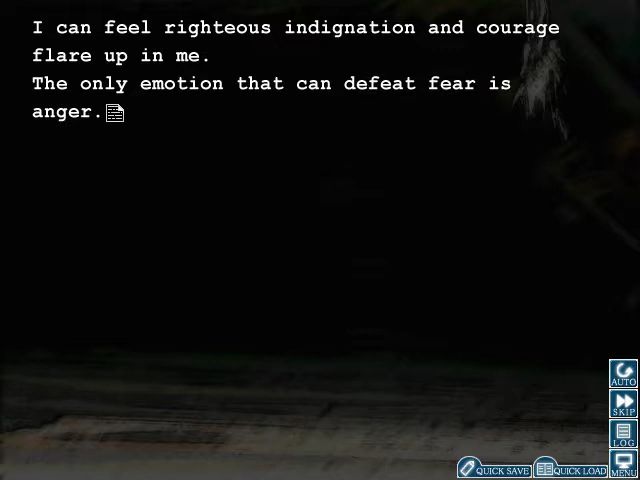 I can feel righteous indignation and courage
flare up in me.
The only emotion that can defeat fear is
anger.
AUTO
SKIP
LOG
QUICK SAVE
QUICK LOAD
MENU